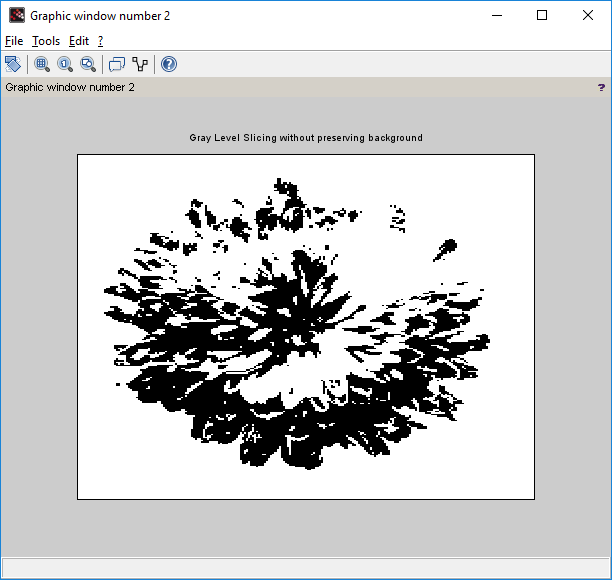 Graphic window number 2
File Tools Edit ?
Graphic window number 2 ?
Gray Level Slicing without preserving background